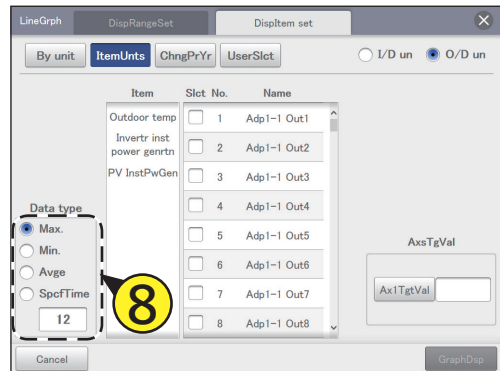 LineGrph DispRangeSet DispItem set
By unit ItemUnts ChngPrYr UserSlct I/D un O/D un
Item Slct No. Name
Outdoor temp 1 Adp1-1 Out1
Invertr inst
power genrtn 2 Adp1-1 Out2
PV InstPwGen 3 Adp1-1 Out3
4 Adp1-1 Out4
5 Adp1-1 Out5
6 Adp1-1 Out6
7 Adp1-1 Out7
8 Adp1-1 Out8
Data type
Max.
Min.
Avge
SpcfTime
12
8
AxsTgVal
Ax1TgtVal
Cancel GraphDsp